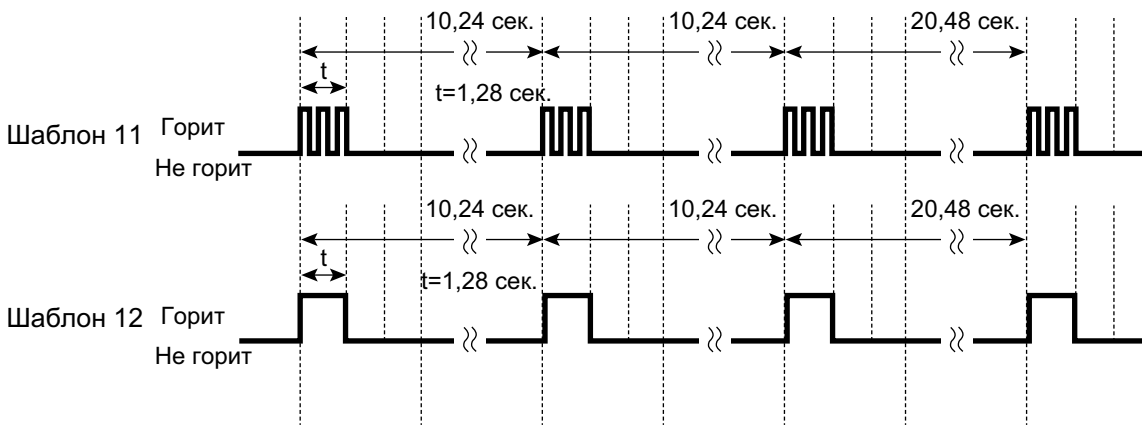 10,24 сек. 10,24 сек. 20,48 сек.
t
t=1,28 сек.
Шаблон 11 Горит
Не горит
10,24 сек. 10,24 сек. 20,48 сек.
t
t=1,28 сек.
Шаблон 12 Горит
Не горит